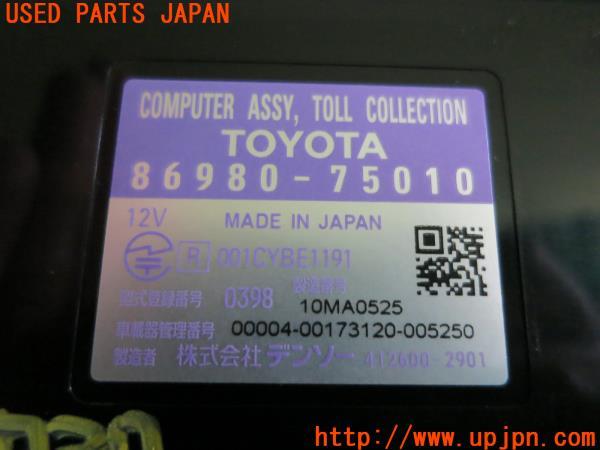 USED PARTS JAPAN
COMPUTER ASSY, TOLL COLLECTION
TOYOTA
86980-75010
12V MADE IN JAPAN
R 001CYBE1191
型式登録番号 0398 製造番号 10MA0525
車載器管理番号 00004-00173120-005250
製造者 株式会社 デンソー 412600-2901
https://www.upjpn.com